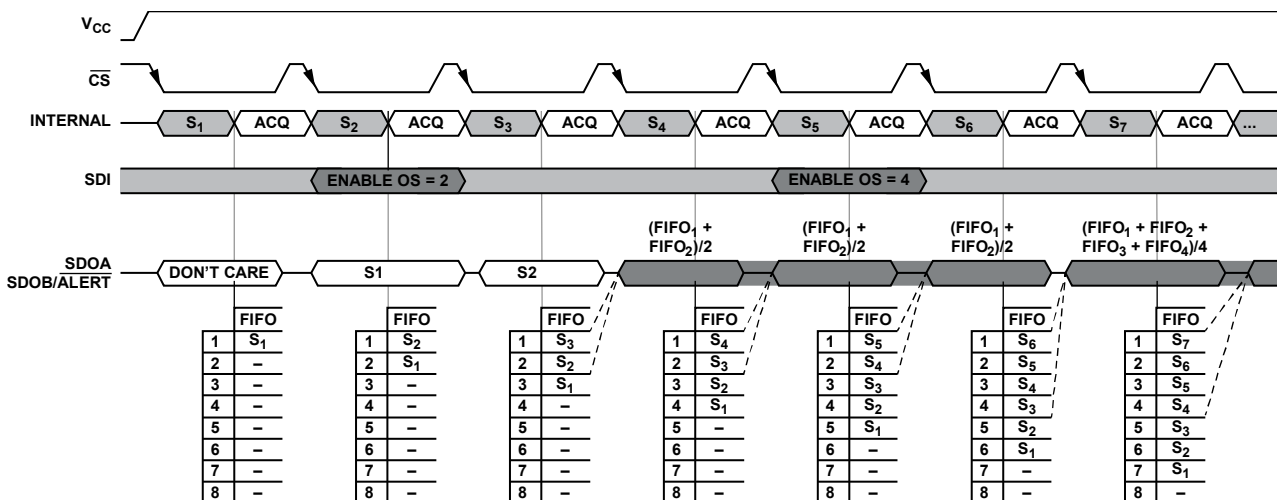 VCC
CS
INTERNAL S1 ACQ S2 ACQ S3 ACQ S4 ACQ S5 ACQ S6 ACQ S7 ACQ ...
SDI ENABLE OS = 2 ENABLE OS = 4
(FIFO1 + FIFO2)/2
(FIFO1 + FIFO2)/2
(FIFO1 + FIFO2)/2
(FIFO1 + FIFO2 +
FIFO3 + FIFO4)/4
SDOA
SDOB/ALERT
DON'T CARE S1 S2
FIFO FIFO FIFO FIFO FIFO FIFO FIFO
1 S1 1 S2 1 S3 1 S4 1 S5 1 S6 1 S7
2 – 2 S1 2 S2 2 S3 2 S4 2 S5 2 S6
3 – 3 – 3 S1 3 S2 3 S3 3 S4 3 S5
4 – 4 – 4 – 4 S1 4 S2 4 S3 4 S4
5 – 5 – 5 – 5 – 5 S1 5 S2 5 S3
6 – 6 – 6 – 6 – 6 – 6 S1 6 S2
7 – 7 – 7 – 7 – 7 – 7 – 7 S1
8 – 8 – 8 – 8 – 8 – 8 – 8 –